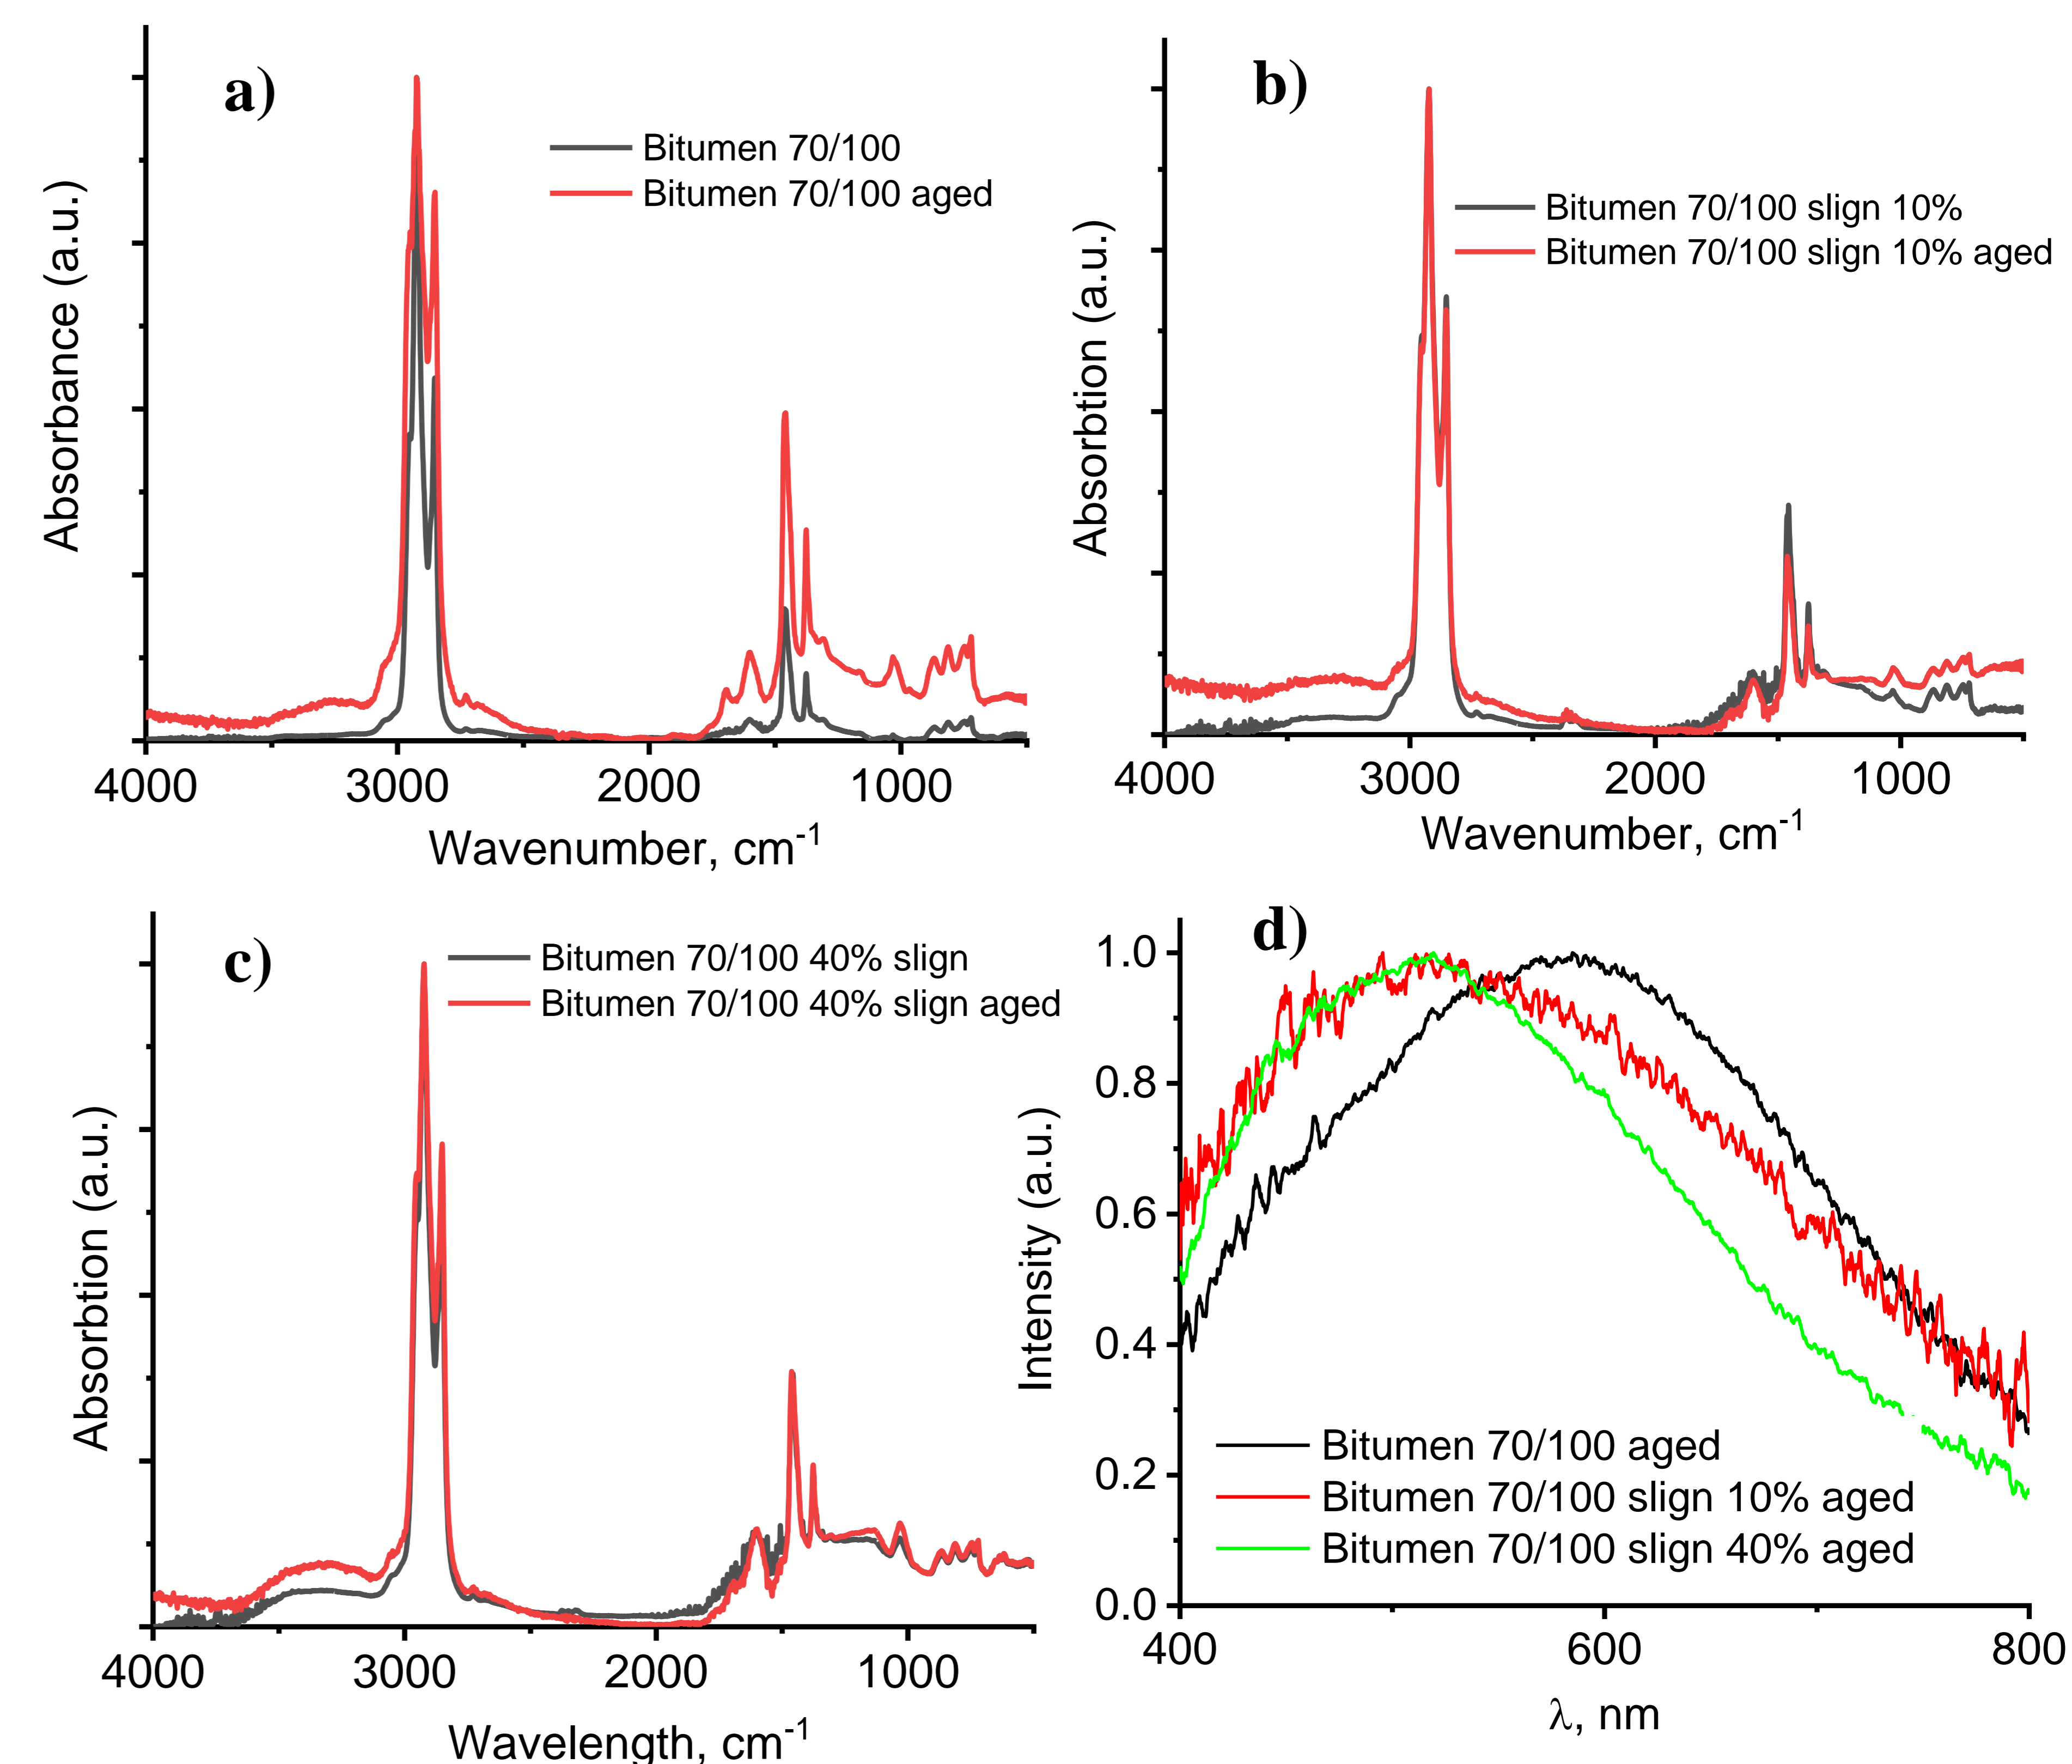 a)
Bitumen 70/100
Bitumen 70/100 aged
Absorbance (a.u.)
4000 3000 2000 1000
Wavenumber, cm-1
b)
Bitumen 70/100 slign 10%
Bitumen 70/100 slign 10% aged
Absorbtion (a.u.)
4000 3000 2000 1000
Wavenumber, cm-1
c)
Bitumen 70/100 40% slign
Bitumen 70/100 40% slign aged
Absorbtion (a.u.)
4000 3000 2000 1000
Wavelength, cm-1
d)
1.0
0.8
0.6
0.4
0.2
0.0
Intensity (a.u.)
Bitumen 70/100 aged
Bitumen 70/100 slign 10% aged
Bitumen 70/100 slign 40% aged
400 600 800
λ, nm